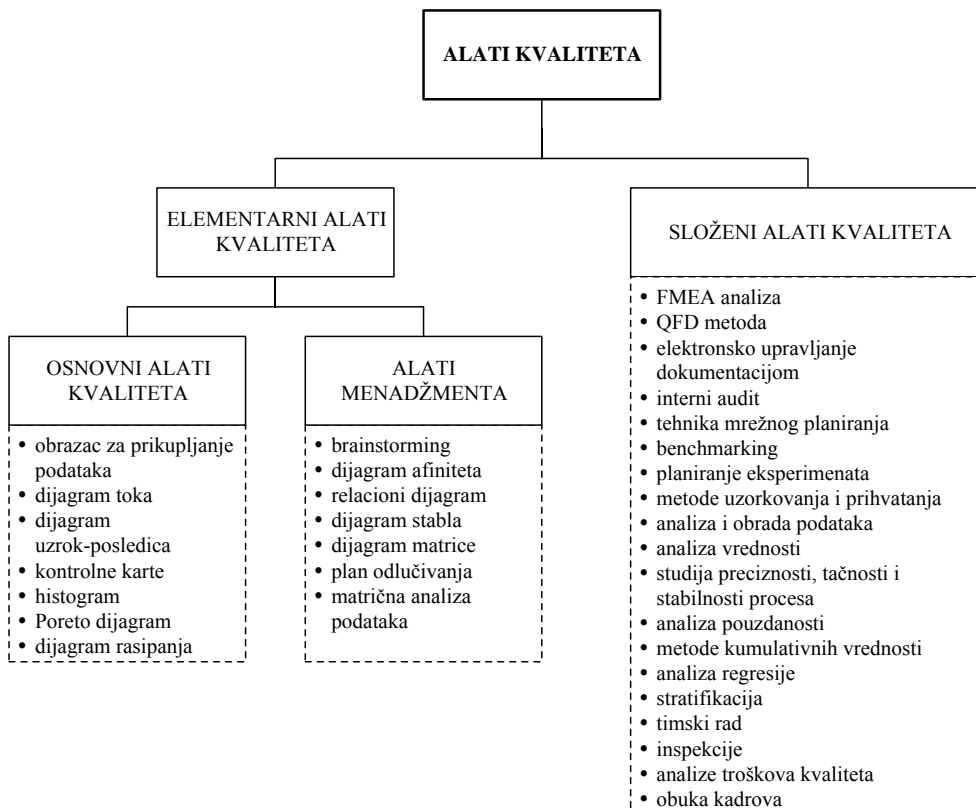 ALATI KVALITETA
ELEMENTARNI ALATI
KVALITETA
OSNOVNI ALATI
KVALITETA
• obrazac za prikupljanje
podataka
• dijagram toka
• dijagram
uzrok-posledica
• kontrolne karte
• histogram
• Poreto dijagram
• dijagram rasipanja
ALATI
MENADŽMENTA
• brainstorming
• dijagram afiniteta
• relacioni dijagram
• dijagram stabla
• dijagram matrice
• plan odlučivanja
• matrična analiza
podataka
SLOŽENI ALATI KVALITETA
• FMEA analiza
• QFD metoda
• elektronsko upravljanje
dokumentacijom
• interni audit
• tehnika mrežnog planiranja
• benchmarking
• planiranje eksperimenata
• metode uzorkovanja i prihvatanja
• analiza i obrada podataka
• analiza vrednosti
• studija preciznosti, tačnosti i
stabilnosti procesa
• analiza pouzdanosti
• metode kumulativnih vrednosti
• analiza regresije
• stratifikacija
• timski rad
• inspekcije
• analize troškova kvaliteta
• obuka kadrova